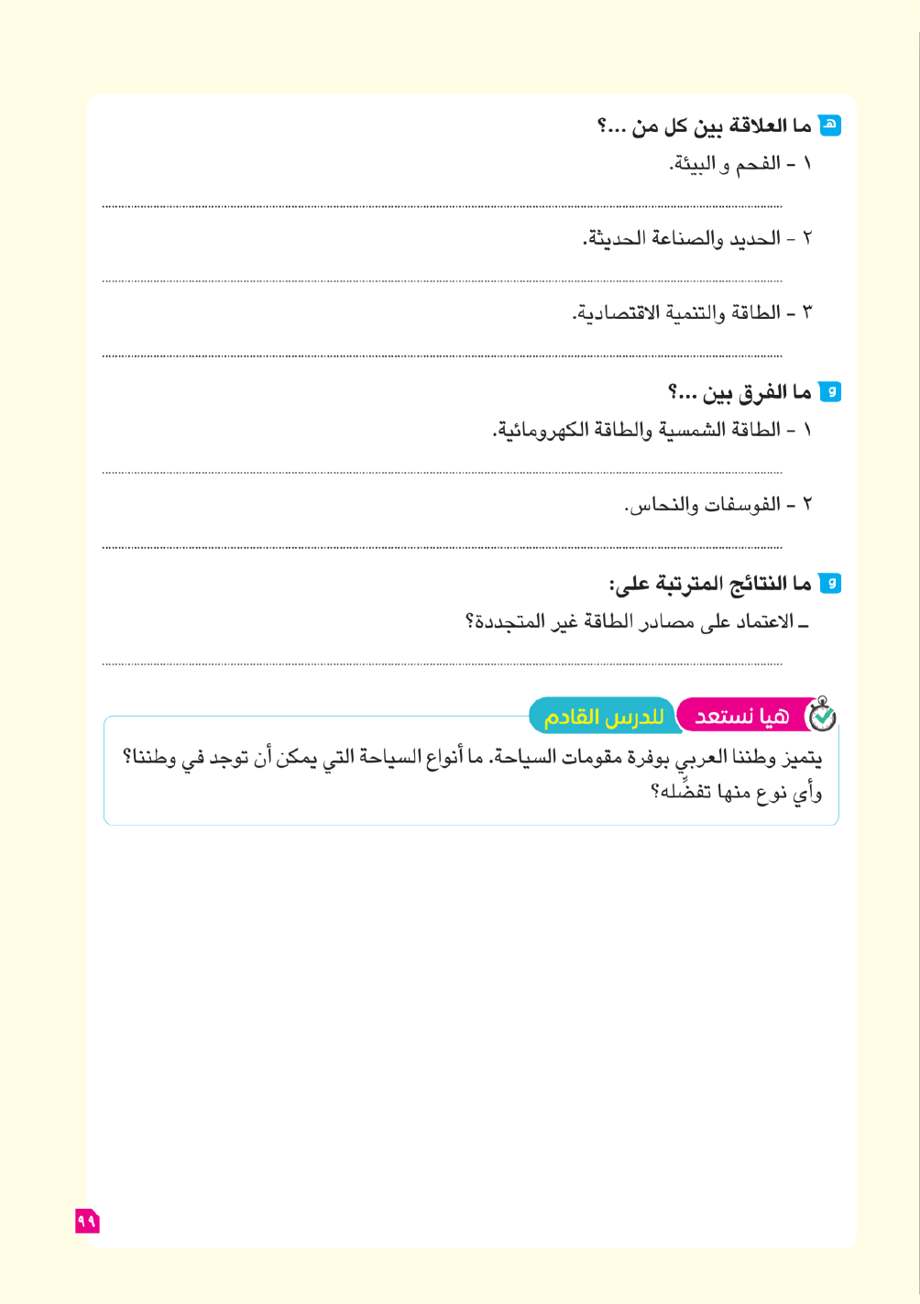 هـ ما العلاقة بين كل من ...؟
١ - الفحم و البيئة.
٢ - الحديد والصناعة الحديثة.
٣ - الطاقة والتنمية الاقتصادية.
و ما الفرق بين ...؟
١ - الطاقة الشمسية والطاقة الكهرومائية.
٢ - الفوسفات والنحاس.
و ما النتائج المترتبة على:
ــ الاعتماد على مصادر الطاقة غير المتجددة؟
هيا نستعد للدرس القادم
يتميز وطننا العربي بوفرة مقومات السياحة. ما أنواع السياحة التي يمكن أن توجد في وطننا؟
وأي نوع منها تفضِّله؟
٩٩